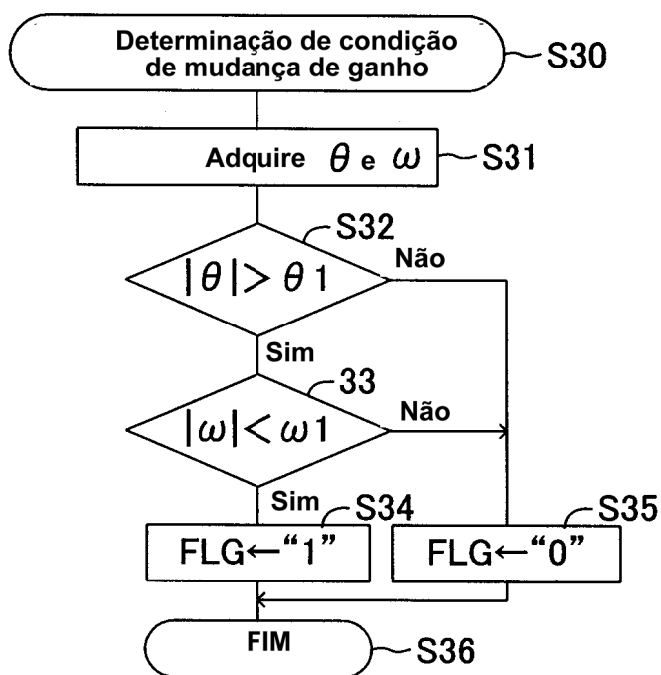 Determinação de condição
de mudança de ganho
S30
Adquire θ e ω
S31
S32
|θ|> θ1
Não
Sim
33
|ω|< ω1
Não
Sim
S34
FLG←“1”
S35
FLG←“0”
FIM
S36